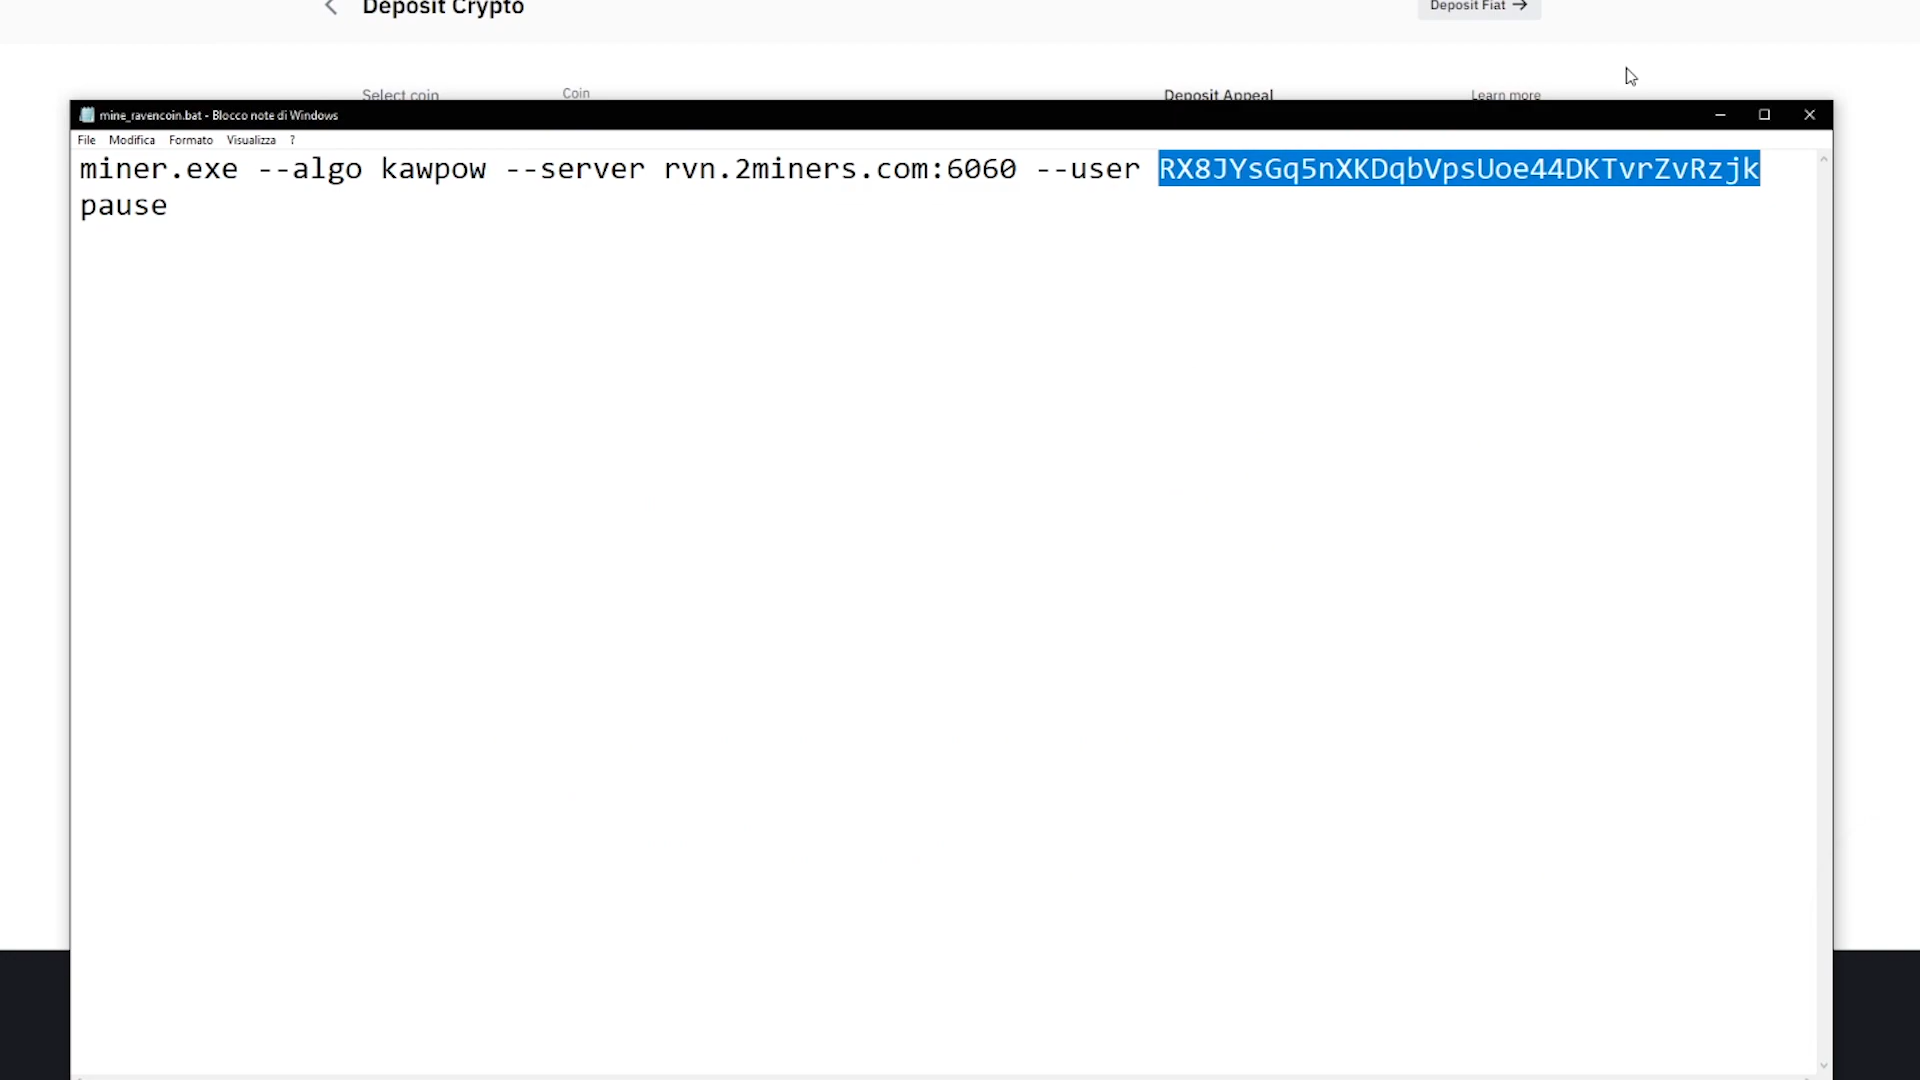 Deposit Crypto
Deposit Fiat →
Select coin
Coin
Deposit Appeal
Learn more
mine_ravencoin.bat - Blocco note di Windows
File Modifica Formato Visualizza ?
miner.exe --algo kawpow --server rvn.2miners.com:6060 --user RX8JYsGq5nXKDqbVpsUoe44DKTvrZvRzjk
pause